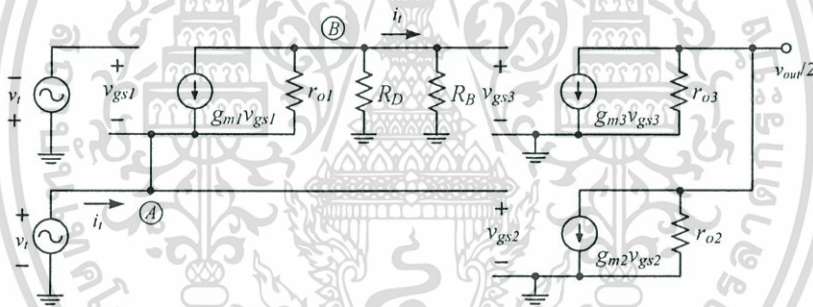 B
i_t
v_t
+
v_gs1
−
g_m1v_gs1
r_o1
R_D
R_B
+
v_gs3
−
g_m3v_gs3
r_o3
v_out/2
A
v_t
i_t
+
v_gs2
−
g_m2v_gs2
r_o2